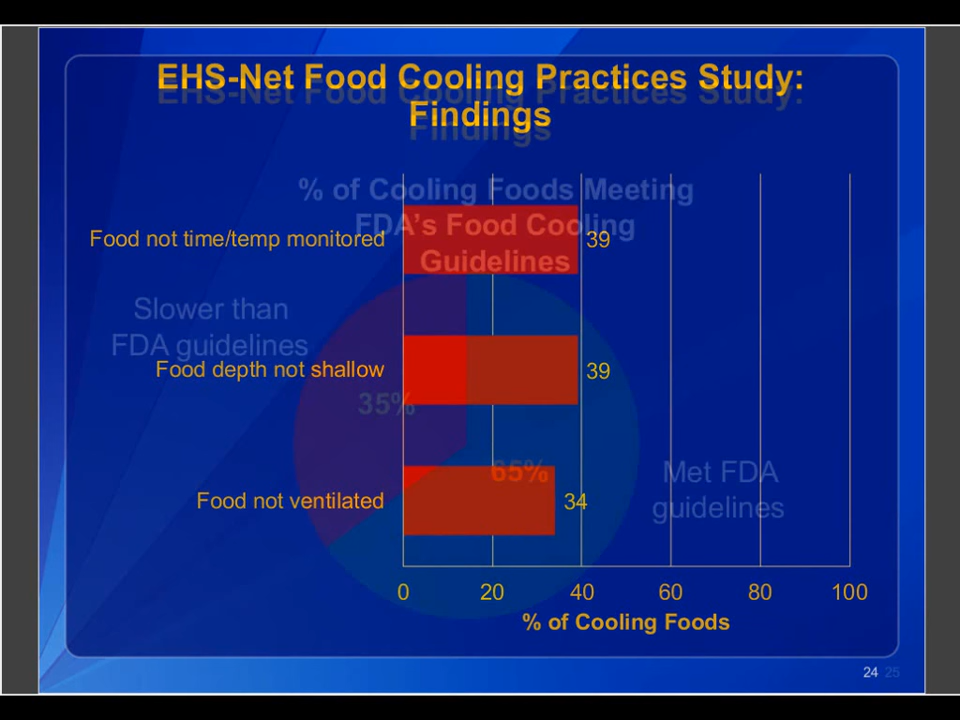 EHS-Net Food Cooling Practices Study:
Findings
% of Cooling Foods Meeting
FDA's Food Cooling
Guidelines
Food not time/temp monitored
39
Slower than
FDA guidelines
Food depth not shallow
39
35%
65%
Met FDA
guidelines
Food not ventilated
34
0 20 40 60 80 100
% of Cooling Foods
24 25